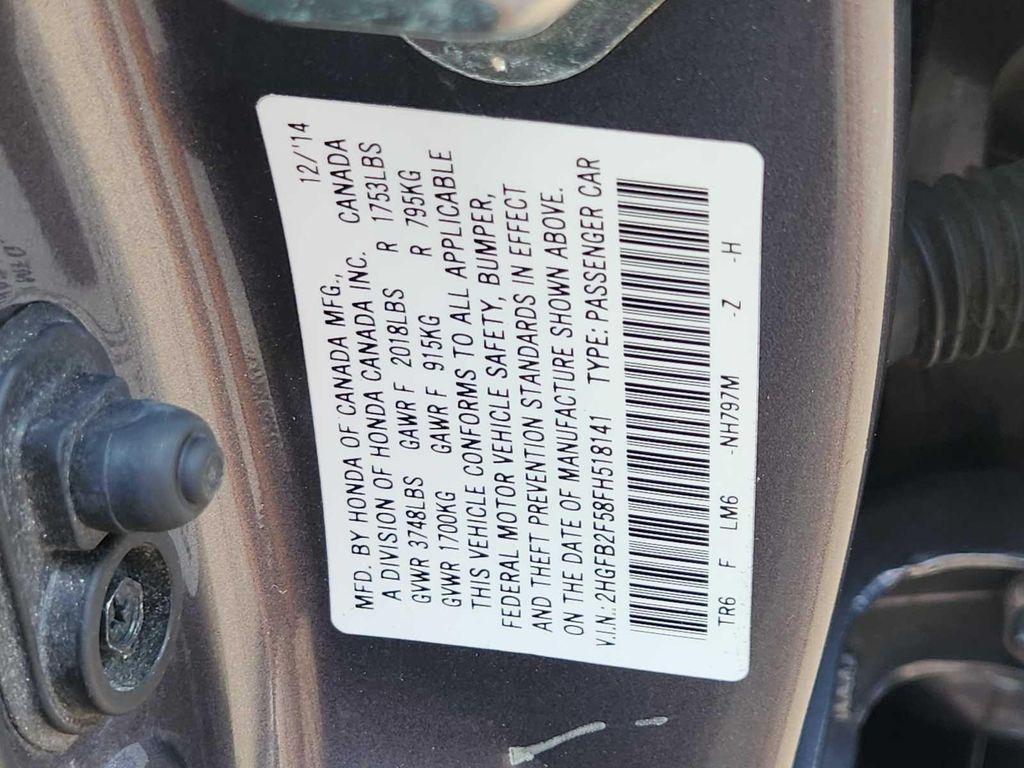 12/'14
MFD. BY HONDA OF CANADA MFG.,
A DIVISION OF HONDA CANADA INC. CANADA
GWWR 3748LBS GAWR F 2018LBS R 1753LBS
GWWR 1700KG GAWR F 915KG R 795KG
THIS VEHICLE CONFORMS TO ALL APPLICABLE
FEDERAL MOTOR VEHICLE SAFETY, BUMPER,
AND THEFT PREVENTION STANDARDS IN EFFECT
ON THE DATE OF MANUFACTURE SHOWN ABOVE.
V.I.N.: 2HGFB2F58FH518141 TYPE: PASSENGER CAR
TR6 F LM6 -NH797M -Z -H